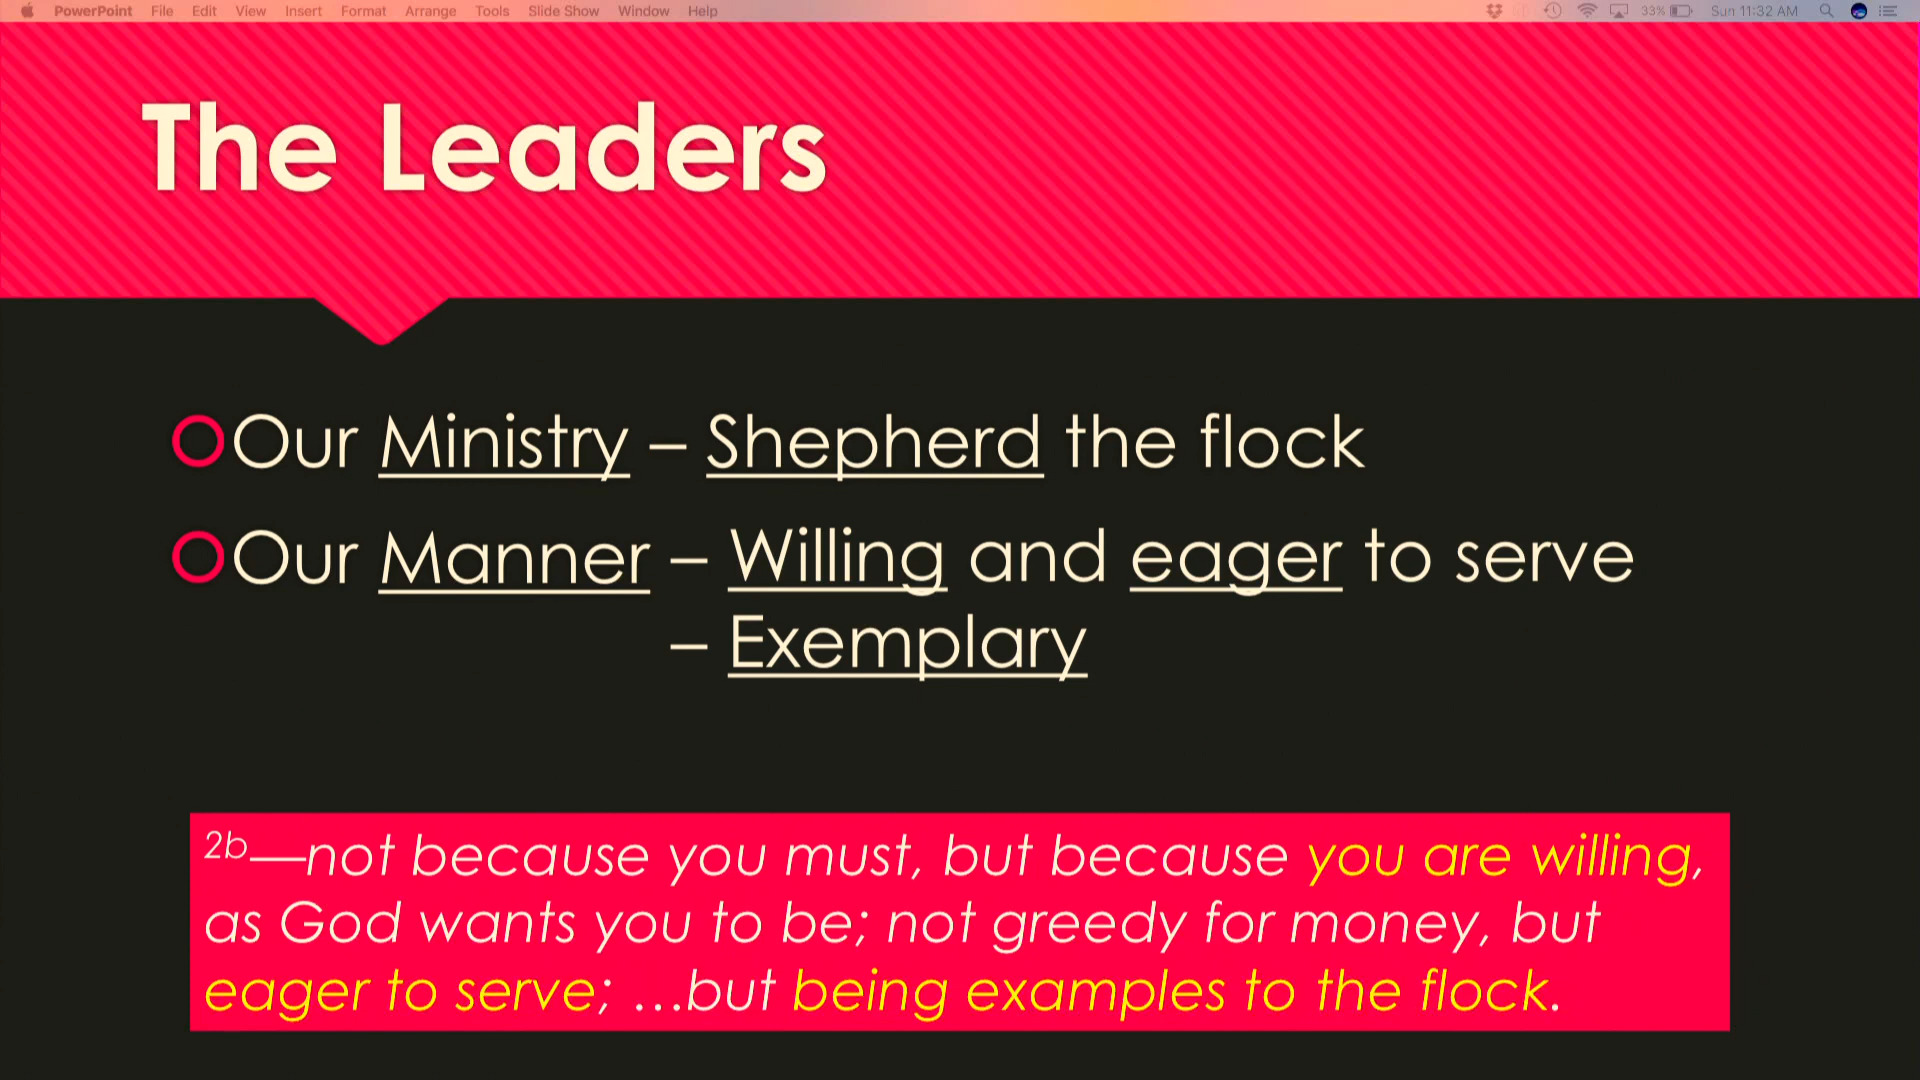 PowerPoint File Edit View Insert Format Arrange Tools Slide Show Window Help 33% Sun 11:32 AM
The Leaders
Our Ministry – Shepherd the flock
Our Manner – Willing and eager to serve
– Exemplary
2b—not because you must, but because you are willing,
as God wants you to be; not greedy for money, but
eager to serve; …but being examples to the flock.